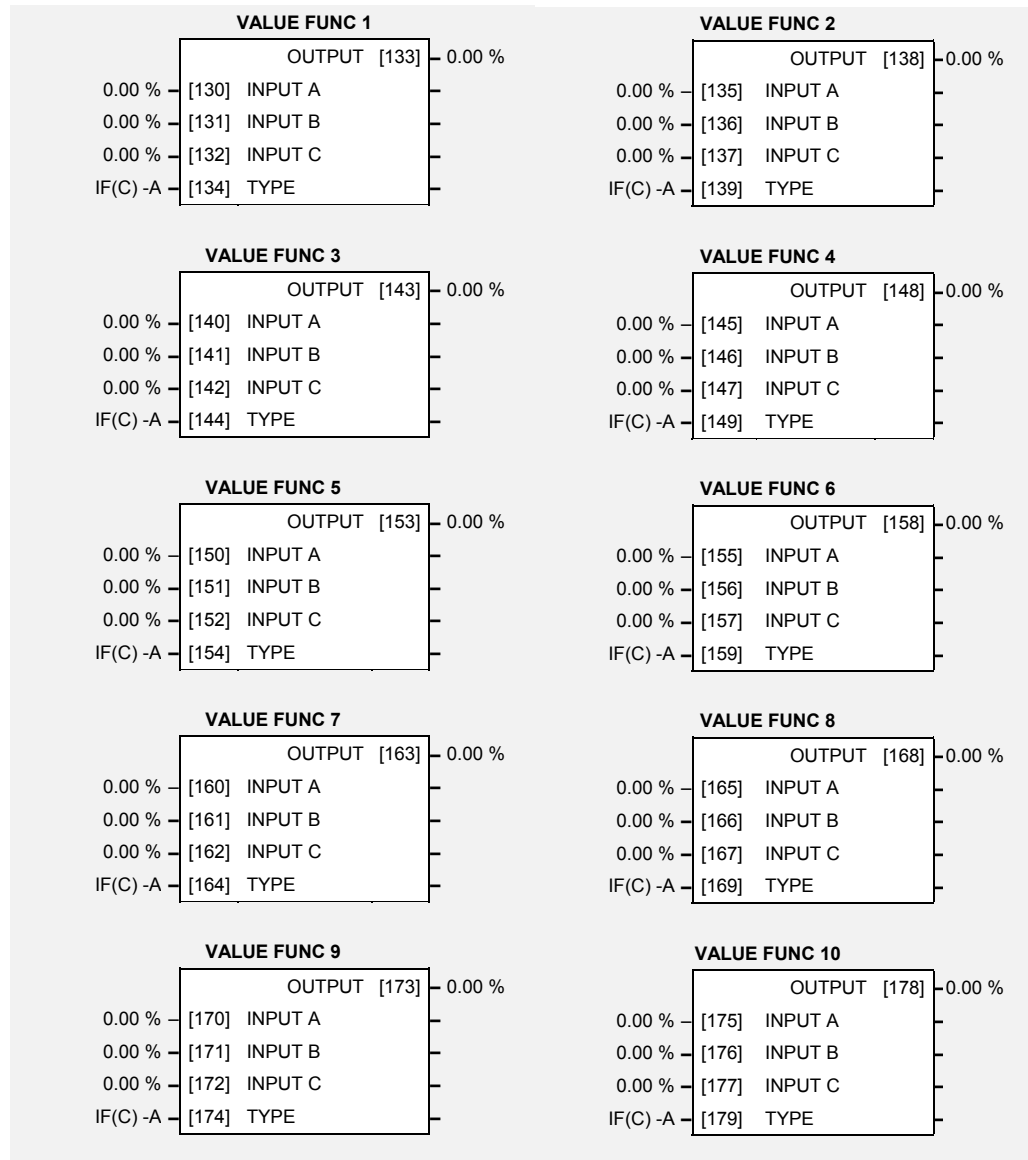 VALUE FUNC 1
OUTPUT [133] 0.00 %
0.00 % [130] INPUT A
0.00 % [131] INPUT B
0.00 % [132] INPUT C
IF(C) -A [134] TYPE
VALUE FUNC 2
OUTPUT [138] 0.00 %
0.00 % [135] INPUT A
0.00 % [136] INPUT B
0.00 % [137] INPUT C
IF(C) -A [139] TYPE
VALUE FUNC 3
OUTPUT [143] 0.00 %
0.00 % [140] INPUT A
0.00 % [141] INPUT B
0.00 % [142] INPUT C
IF(C) -A [144] TYPE
VALUE FUNC 4
OUTPUT [148] 0.00 %
0.00 % [145] INPUT A
0.00 % [146] INPUT B
0.00 % [147] INPUT C
IF(C) -A [149] TYPE
VALUE FUNC 5
OUTPUT [153] 0.00 %
0.00 % [150] INPUT A
0.00 % [151] INPUT B
0.00 % [152] INPUT C
IF(C) -A [154] TYPE
VALUE FUNC 6
OUTPUT [158] 0.00 %
0.00 % [155] INPUT A
0.00 % [156] INPUT B
0.00 % [157] INPUT C
IF(C) -A [159] TYPE
VALUE FUNC 7
OUTPUT [163] 0.00 %
0.00 % [160] INPUT A
0.00 % [161] INPUT B
0.00 % [162] INPUT C
IF(C) -A [164] TYPE
VALUE FUNC 8
OUTPUT [168] 0.00 %
0.00 % [165] INPUT A
0.00 % [166] INPUT B
0.00 % [167] INPUT C
IF(C) -A [169] TYPE
VALUE FUNC 9
OUTPUT [173] 0.00 %
0.00 % [170] INPUT A
0.00 % [171] INPUT B
0.00 % [172] INPUT C
IF(C) -A [174] TYPE
VALUE FUNC 10
OUTPUT [178] 0.00 %
0.00 % [175] INPUT A
0.00 % [176] INPUT B
0.00 % [177] INPUT C
IF(C) -A [179] TYPE